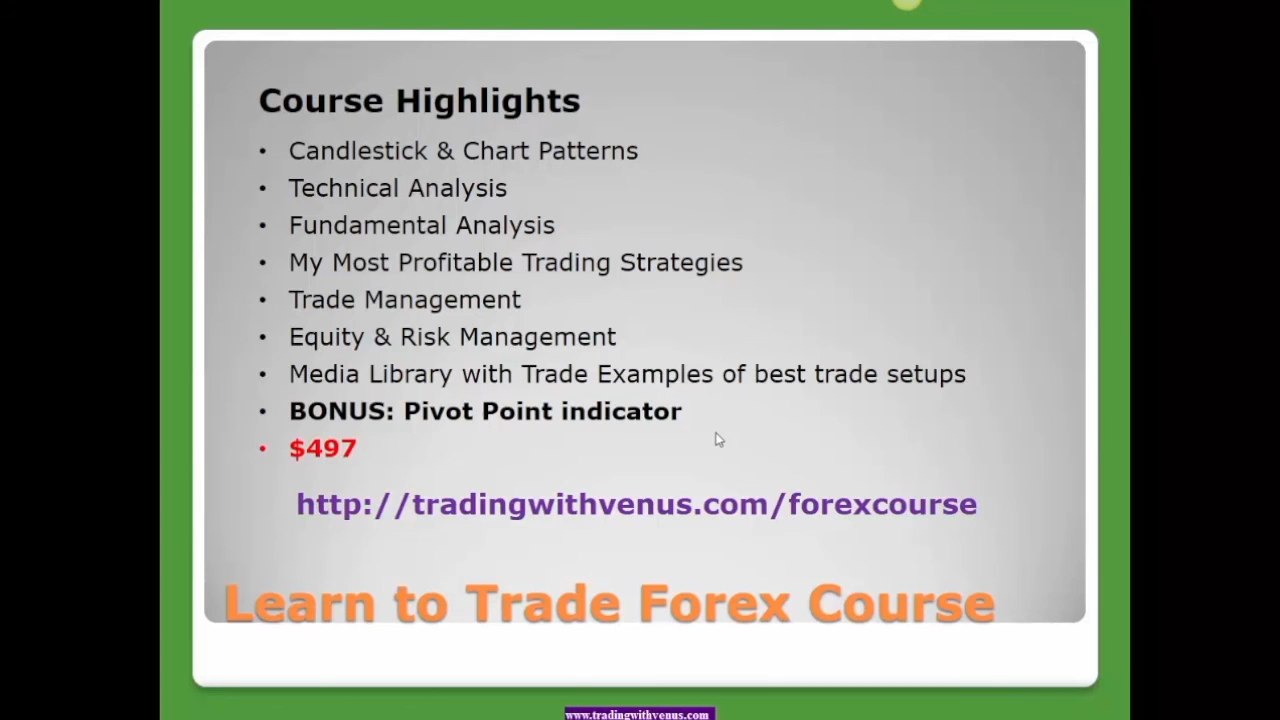 Course Highlights
• Candlestick & Chart Patterns
• Technical Analysis
• Fundamental Analysis
• My Most Profitable Trading Strategies
• Trade Management
• Equity & Risk Management
• Media Library with Trade Examples of best trade setups
• BONUS: Pivot Point indicator
• $497
http://tradingwithvenus.com/forexcourse
Learn to Trade Forex Course
www.tradingwithvenus.com